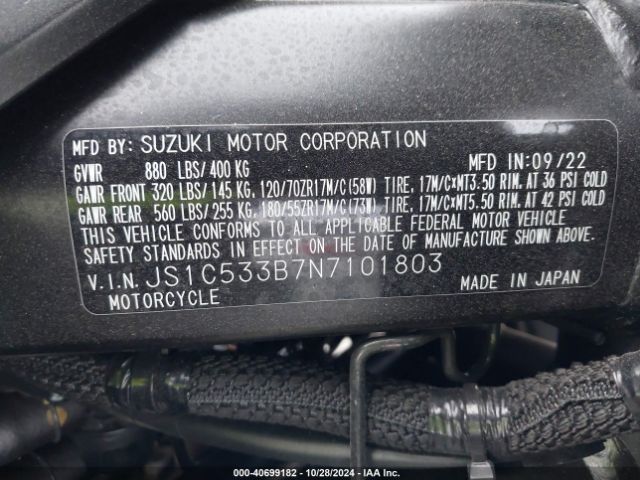 MFD BY: SUZUKI MOTOR CORPORATION
GVWR 880 LBS/ 400 KG MFD IN: 09/22
GAWR FRONT 320 LBS/ 145 KG, 120/70ZR17M/C(58W) TIRE, 17M/C×MT3.50 RIM, AT 36 PSI COLD
GAWR REAR 560 LBS/ 255 KG, 180/55ZR17M/C(73W) TIRE, 17M/C×MT5.50 RIM, AT 42 PSI COLD
THIS VEHICLE CONFORMS TO ALL APPLICABLE FEDERAL MOTOR VEHICLE
SAFETY STANDARDS IN EFFECT ON THE DATE OF MANUFACTURE SHOWN ABOVE.
V.I.N. JS1C533B7N7101803 MADE IN JAPAN
MOTORCYCLE
000-40699182 | 10/28/2024 | IAA Inc.